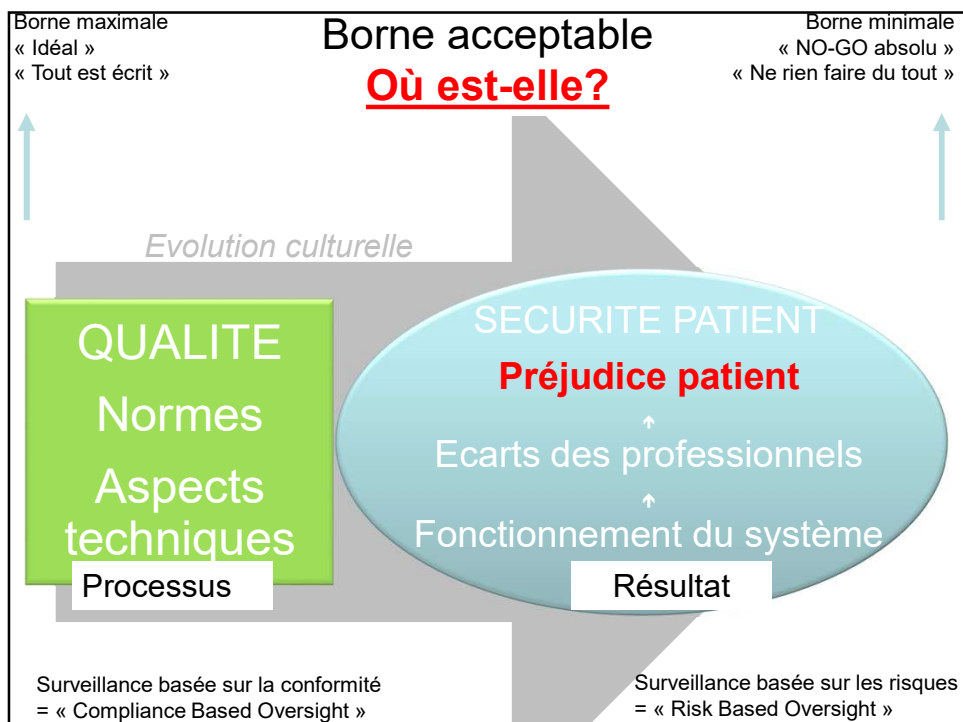 Borne maximale
« Idéal »
« Tout est écrit »
Borne acceptable
Où est-elle?
Borne minimale
« NO-GO absolu »
« Ne rien faire du tout »
Evolution culturelle
QUALITE
Normes
Aspects
techniques
Processus
SECURITE PATIENT
Préjudice patient
Ecarts des professionnels
Fonctionnement du système
Résultat
Surveillance basée sur la conformité
= « Compliance Based Oversight »
Surveillance basée sur les risques
= « Risk Based Oversight »